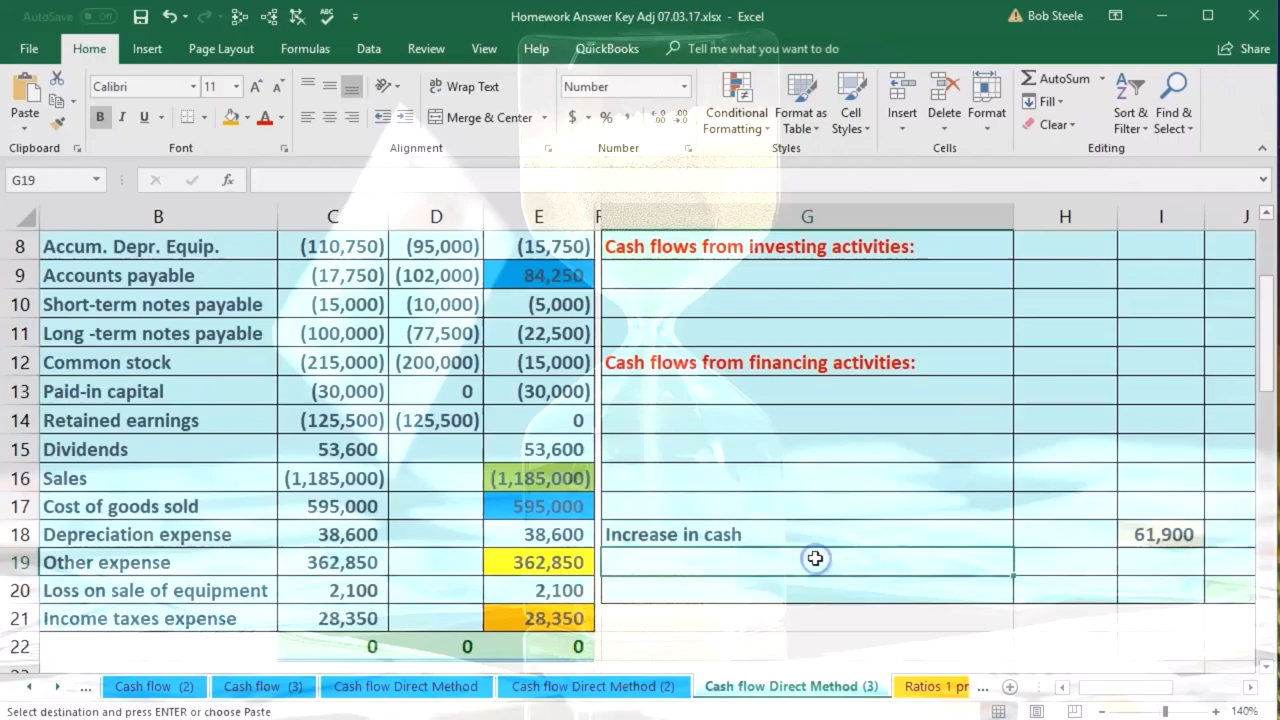 AutoSave Off Homework Answer Key Adj 07.03.17.xlsx - Excel Bob Steele
File Home Insert Page Layout Formulas Data Review View Help QuickBooks Tell me what you want to do Share
Paste Calibri 11 Wrap Text Number Conditional Formatting Format as Table Cell Styles Insert Delete Format AutoSum Sort & Filter Find & Select
B I U Merge & Center $ % Fill
Clear
Clipboard Font Alignment Number Styles Cells Editing
G19 fx
B C D E F G H I J
8 Accum. Depr. Equip. (110,750) (95,000) (15,750) Cash flows from investing activities:
9 Accounts payable (17,750) (102,000) 84,250
10 Short-term notes payable (15,000) (10,000) (5,000)
11 Long -term notes payable (100,000) (77,500) (22,500)
12 Common stock (215,000) (200,000) (15,000) Cash flows from financing activities:
13 Paid-in capital (30,000) 0 (30,000)
14 Retained earnings (125,500) (125,500) 0
15 Dividends 53,600 53,600
16 Sales (1,185,000) (1,185,000)
17 Cost of goods sold 595,000 595,000
18 Depreciation expense 38,600 38,600 Increase in cash 61,900
19 Other expense 362,850 362,850
20 Loss on sale of equipment 2,100 2,100
21 Income taxes expense 28,350 28,350
22 0 0 0
... Cash flow (2) Cash flow (3) Cash flow Direct Method Cash flow Direct Method (2) Cash flow Direct Method (3) Ratios 1 pr ...
Select destination and press ENTER or choose Paste 140%